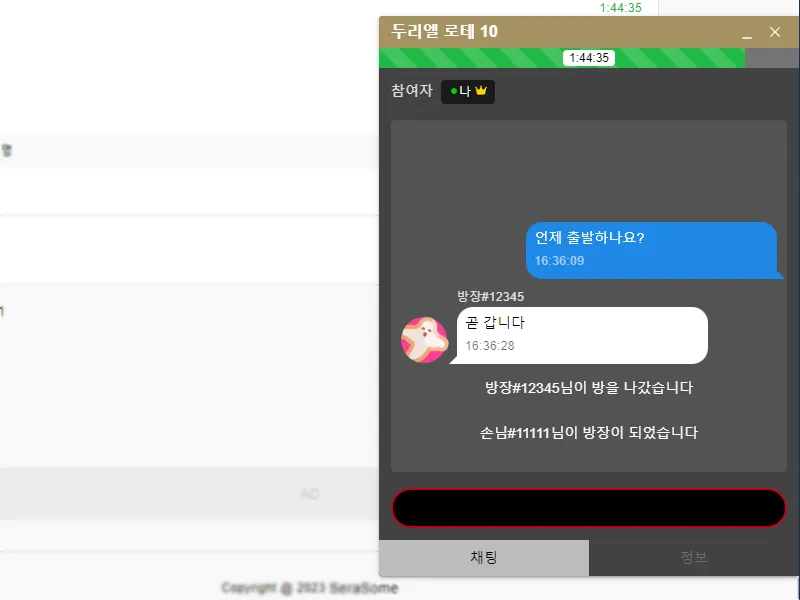 1:44:35
두리엘 로테 10
1:44:35
참여자 나
명
언제 출발하나요?
16:36:09
방장#12345
곧 갑니다
16:36:28
방장#12345님이 방을 나갔습니다
손님#11111님이 방장이 되었습니다
AD
채팅
정보
Copyright @ 2023 SeraSome